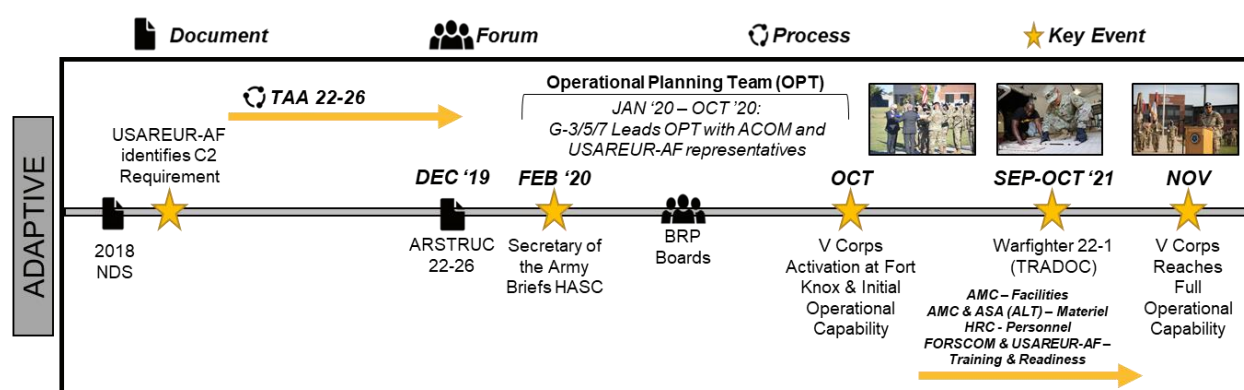 Document
Forum
Process
Key Event
ADAPTIVE
TAA 22-26
Operational Planning Team (OPT)
JAN ‘20 – OCT ’20:
G-3/5/7 Leads OPT with ACOM and
USAREUR-AF representatives
USAREUR-AF
identifies C2
Requirement
DEC ‘19
FEB ‘20
OCT
SEP-OCT ‘21
NOV
2018
NDS
ARSTRUC
22-26
Secretary of
the Army
Briefs HASC
BRP
Boards
V Corps
Activation at Fort
Knox & Initial
Operational
Capability
Warfighter 22-1
(TRADOC)
AMC – Facilities
AMC & ASA (ALT) – Materiel
HRC - Personnel
FORSCOM & USAREUR-AF –
Training & Readiness
V Corps
Reaches
Full
Operational
Capability